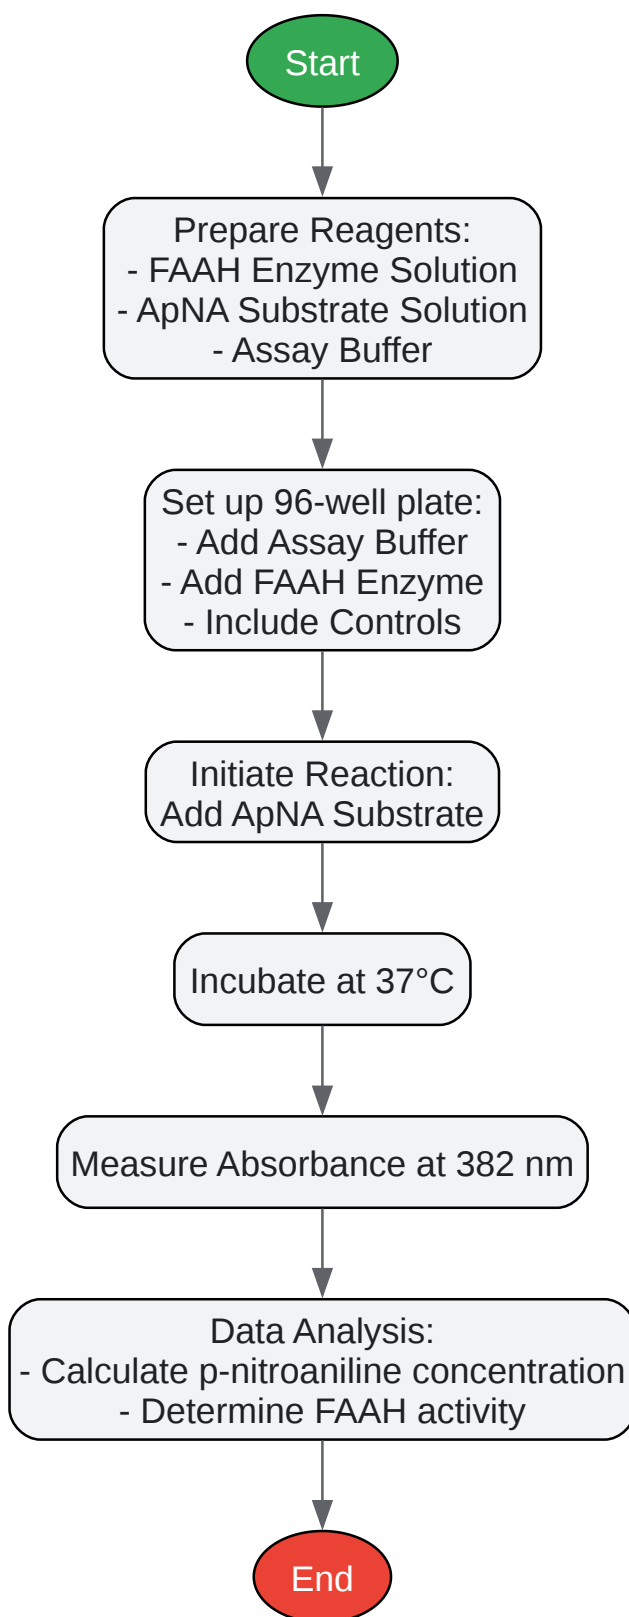 Start
Prepare Reagents:
- FAAH Enzyme Solution
- ApNA Substrate Solution
- Assay Buffer
Set up 96-well plate:
- Add Assay Buffer
- Add FAAH Enzyme
- Include Controls
Initiate Reaction:
Add ApNA Substrate
Incubate at 37°C
Measure Absorbance at 382 nm
Data Analysis:
- Calculate p-nitroaniline concentration
- Determine FAAH activity
End